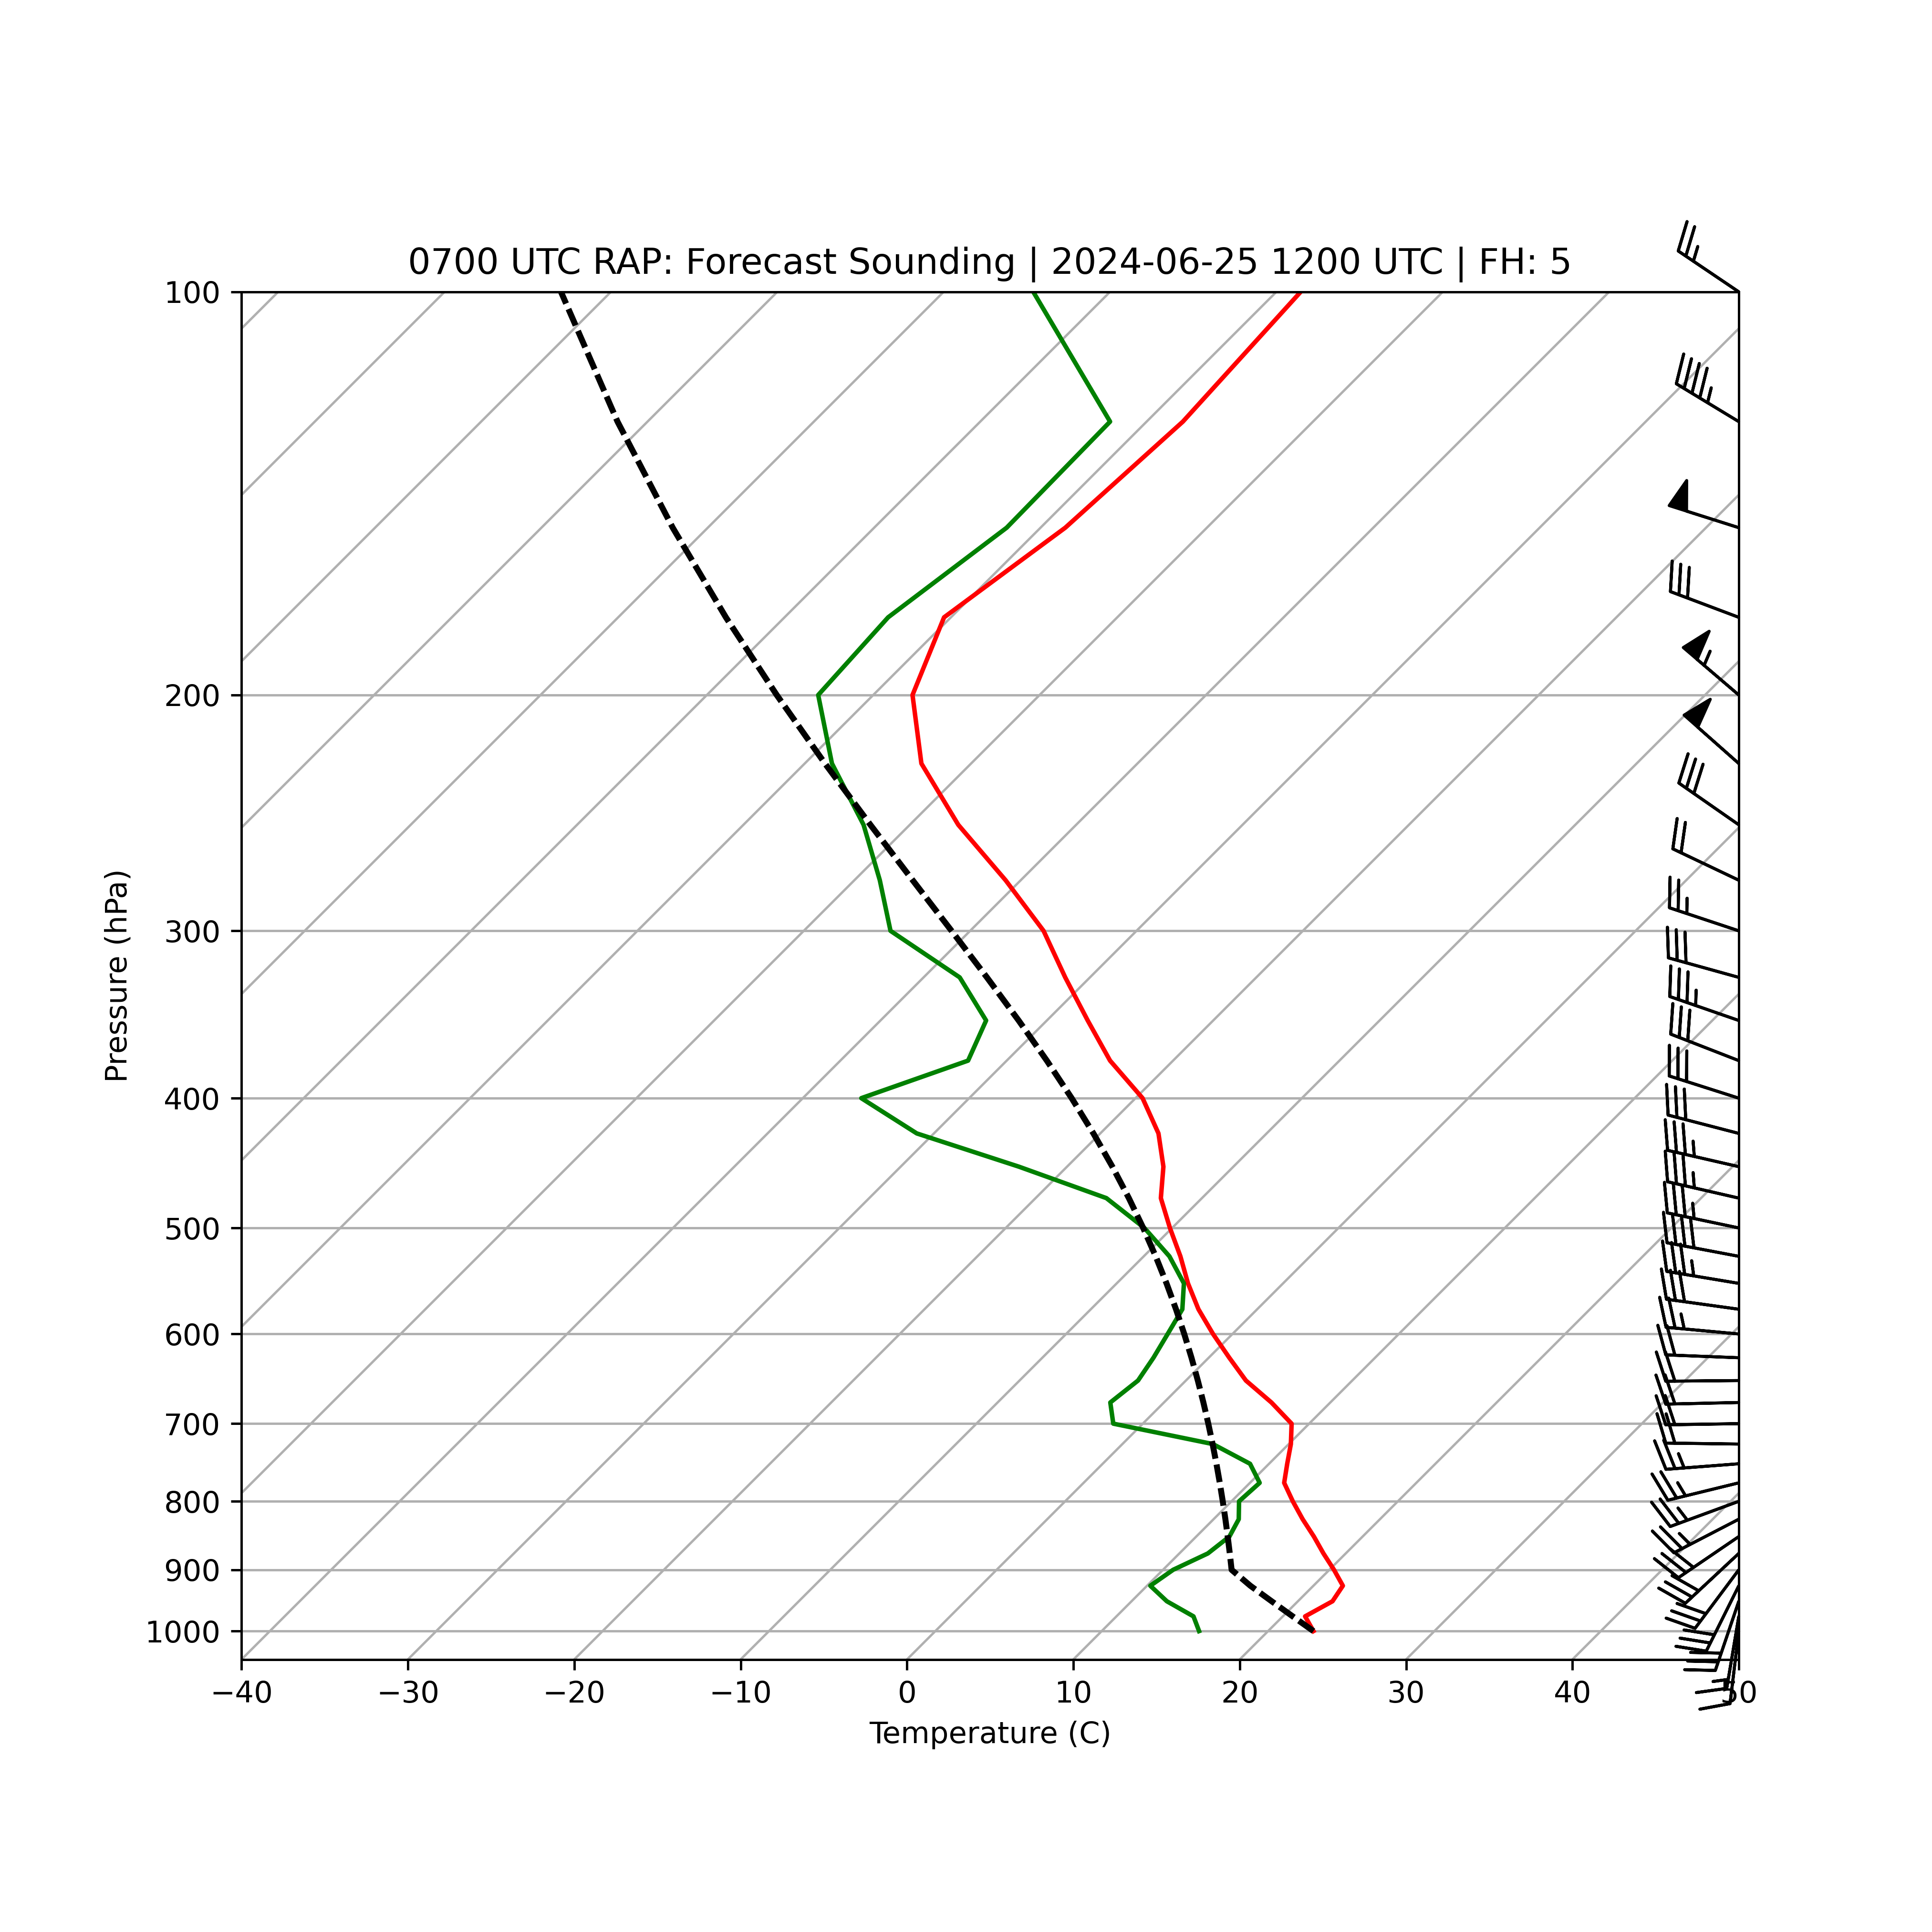 0700 UTC RAP: Forecast Sounding | 2024-06-25 1200 UTC | FH: 5
100
200
300
400
500
600
700
800
900
1000
Pressure (hPa)
−40 −30 −20 −10 0 10 20 30 40 50
Temperature (C)